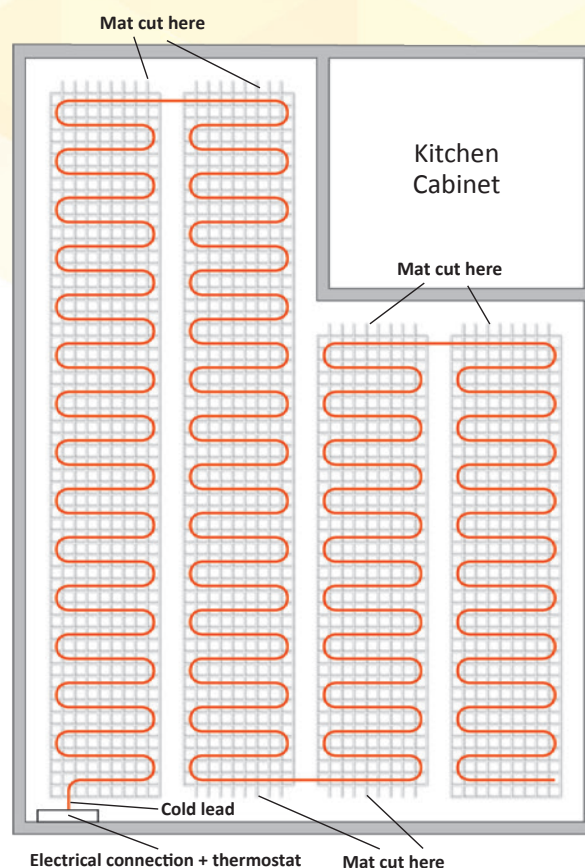 Mat cut here
Kitchen
Cabinet
Mat cut here
Cold lead
Electrical connection + thermostat
Mat cut here